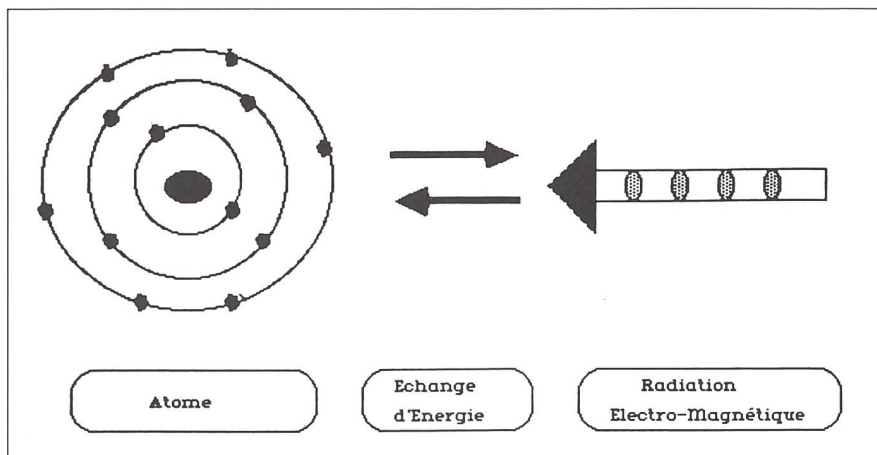 Atome
Echange
d'Energie
Radiation
Electro-Magnétique